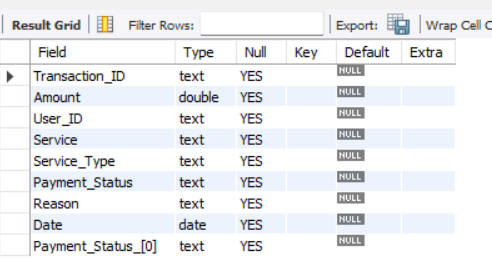 Result Grid Filter Rows: Export: Wrap Cell C
Field Type Null Key Default Extra
Transaction_ID text YES NULL
Amount double YES NULL
User_ID text YES NULL
Service text YES NULL
Service_Type text YES NULL
Payment_Status text YES NULL
Reason text YES NULL
Date date YES NULL
Payment_Status_[0] text YES NULL